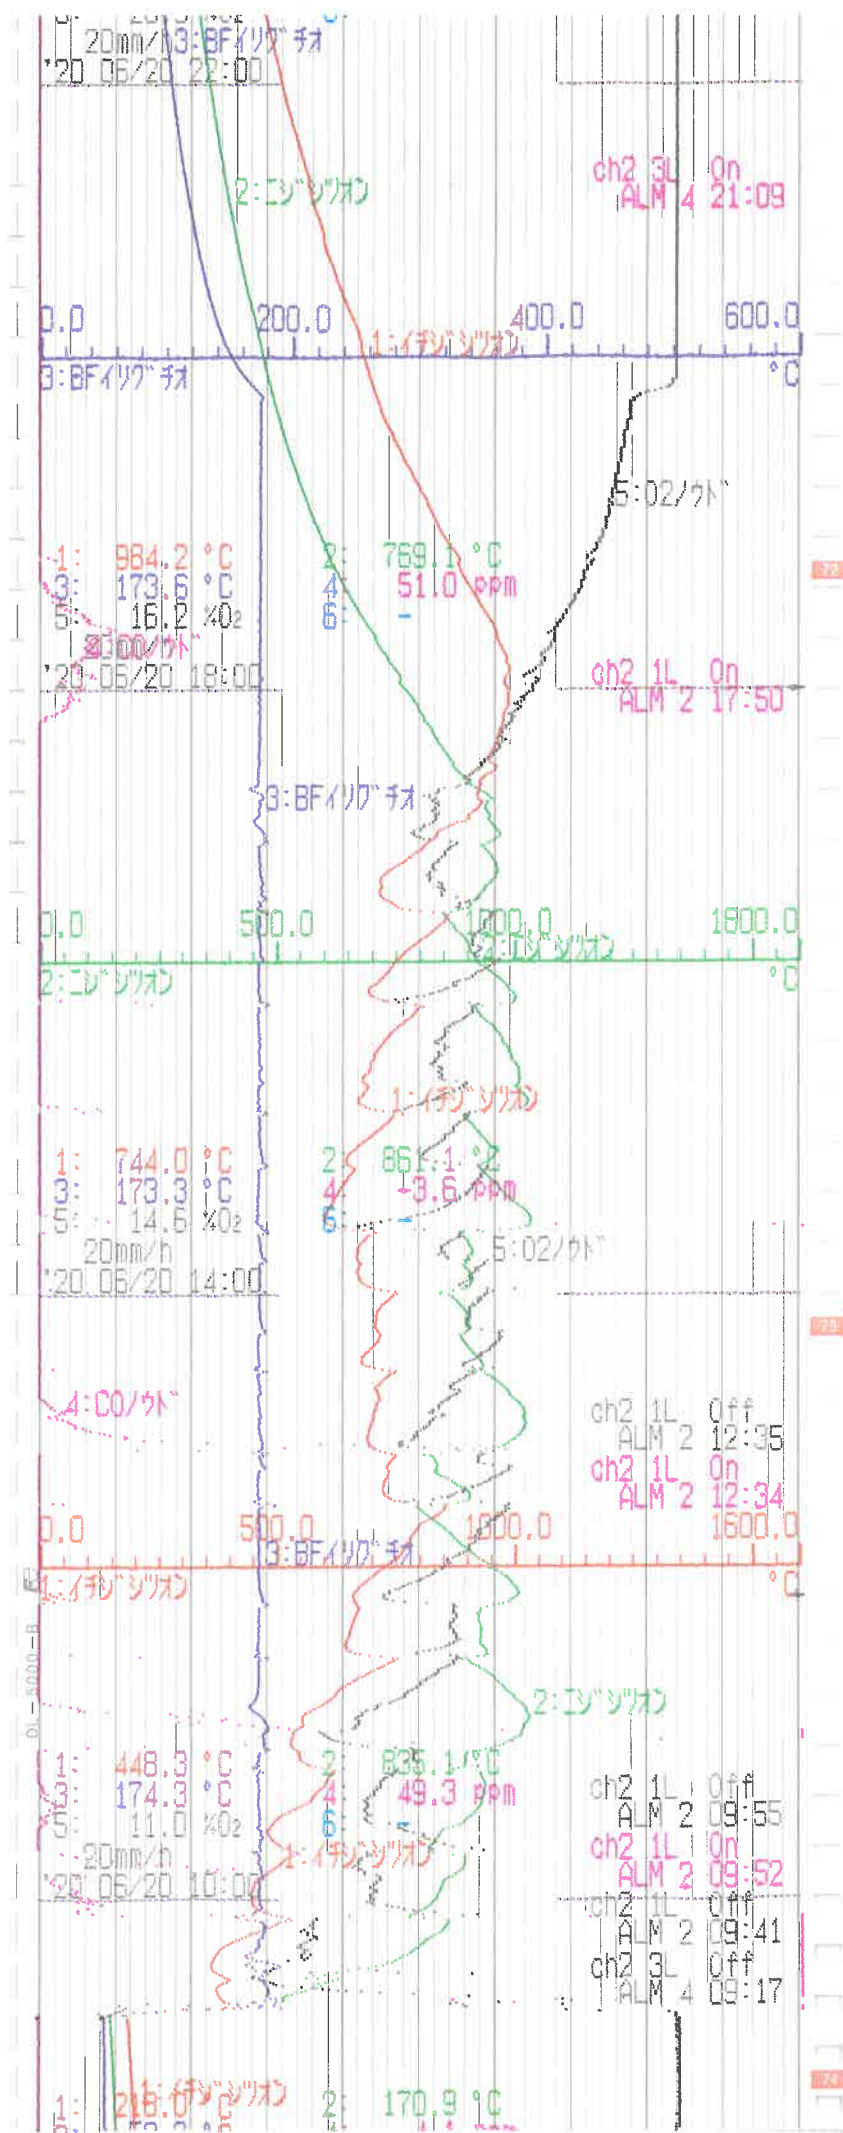 20mm/h 3:BFイリグチオ
'20 06/20 22:00
2:ニジシツオン
ch2 3L On
ALM 4 21:09
0.0 200.0 400.0 600.0
1:イチジシツオン
3:BFイリグチオ °C
5:O2ノウド
1: 984.2 °C 2: 769.1 °C
3: 173.6 °C 4 51.0 ppm
5: 16.2 %O₂ 6: -
'20 06/20 18:00
ch2 1L On
ALM 2 17:50
3:BFイリグチオ
0.0 500.0 1000.0 1600.0
2:ニジシツオン
2:ニジシツオン °C
1:イチジシツオン
1: 744.0 °C 2: 861.1 °C
3: 173.3 °C 4: -3.6 ppm
5: 14.6 %O₂ 6: -
20mm/h
5:O2ノウド
'20 06/20 14:00
4:COノウド
ch2 1L Off
ALM 2 12:35
ch2 1L On
ALM 2 12:34
0.0 500.0 1000.0 1600.0
3:BFイリグチオ
1:イチジシツオン °C
2:ニジシツオン
1: 448.3 °C 2: 835.1 °C
3: 174.3 °C 4 49.3 ppm
5: 11.0 %O₂ 6 -
ch2 1L Off
ALM 2 09:55
20mm/h 1:イチジシツオン
ch2 1L On
ALM 2 09:52
'20 06/20 10:00
ch2 1L Off
ALM 2 09:41
ch2 3L Off
ALM 4 09:17
1:イチジシツオン
1: 218.0 °C 2: 170.9 °C
72
73
74